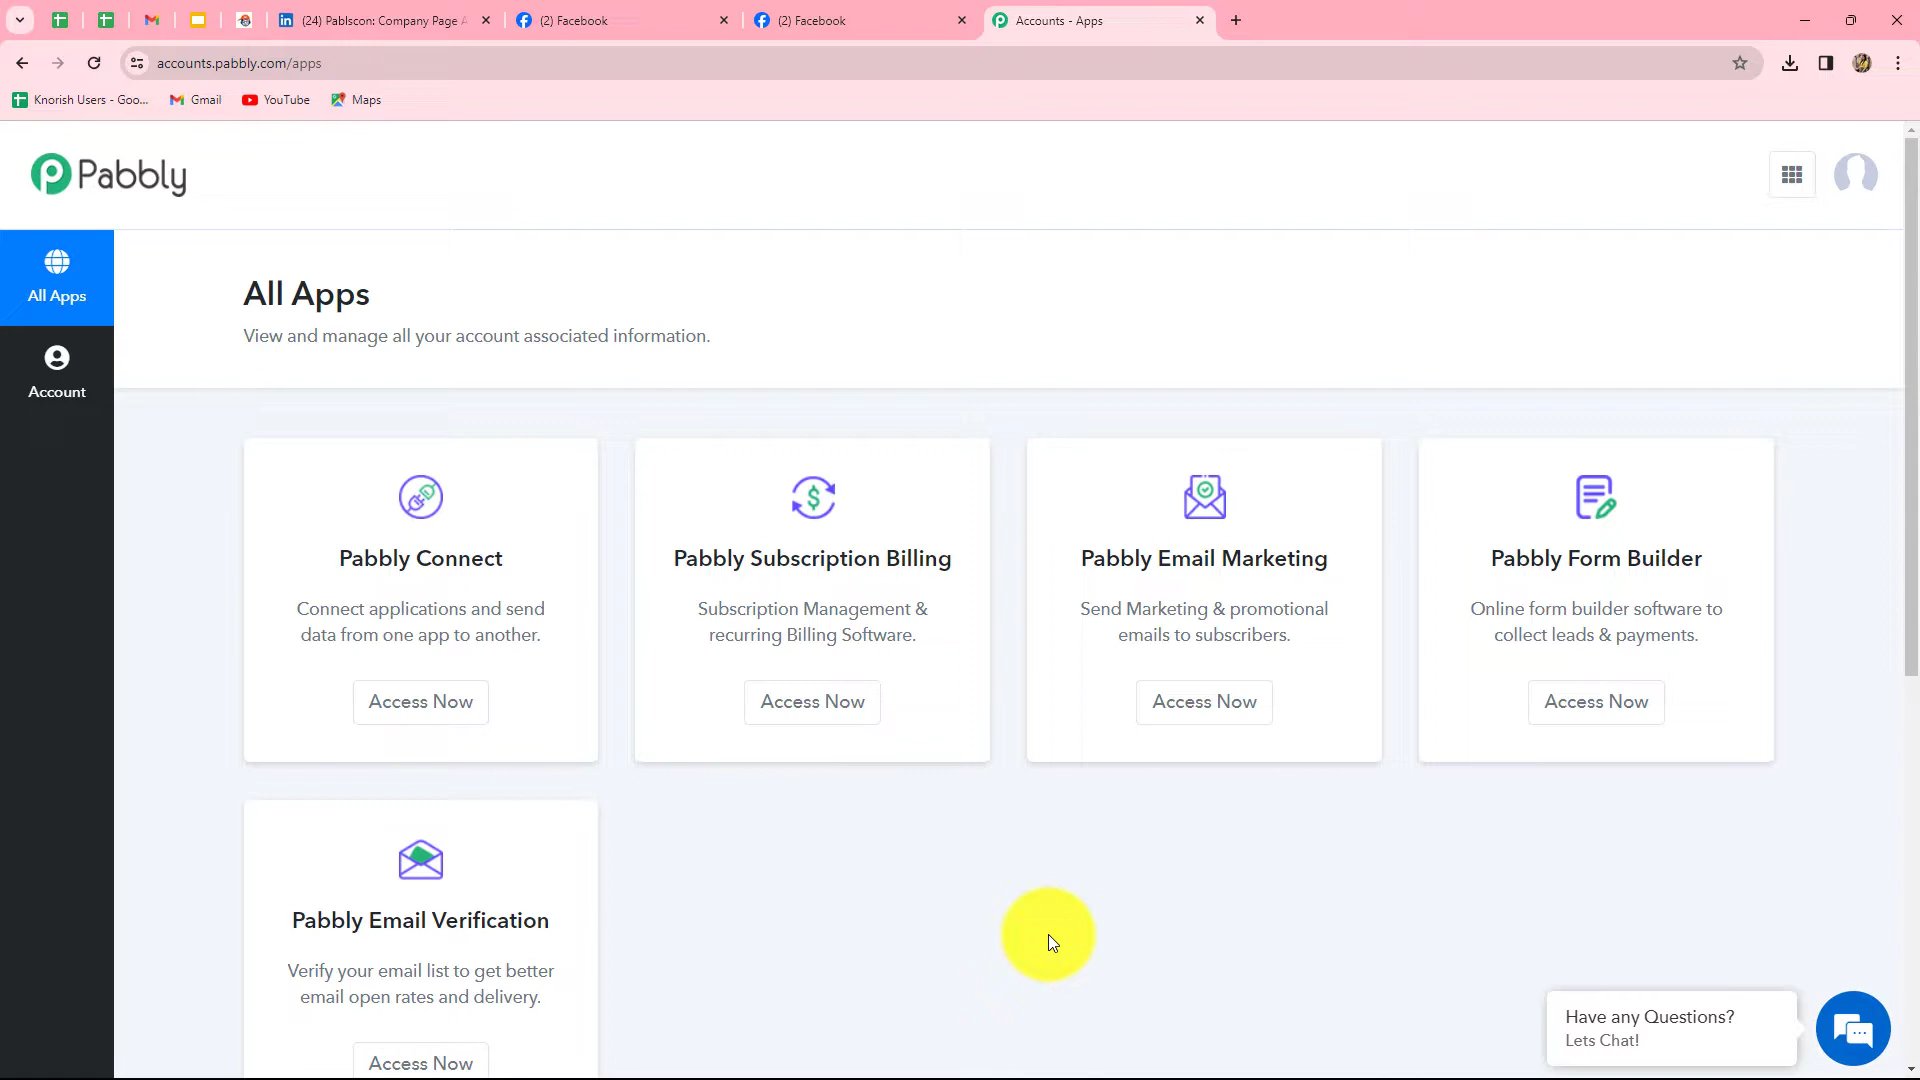 (24) PabIscon: Company Page A
(2) Facebook
(2) Facebook
Accounts - Apps
accounts.pabbly.com/apps
Knorish Users - Goo...
Gmail
YouTube
Maps
Pabbly
All Apps
Account
All Apps
View and manage all your account associated information.
Pabbly Connect
Connect applications and send
data from one app to another.
Access Now
Pabbly Subscription Billing
Subscription Management &
recurring Billing Software.
Access Now
Pabbly Email Marketing
Send Marketing & promotional
emails to subscribers.
Access Now
Pabbly Form Builder
Online form builder software to
collect leads & payments.
Access Now
Pabbly Email Verification
Verify your email list to get better
email open rates and delivery.
Access Now
Have any Questions?
Lets Chat!